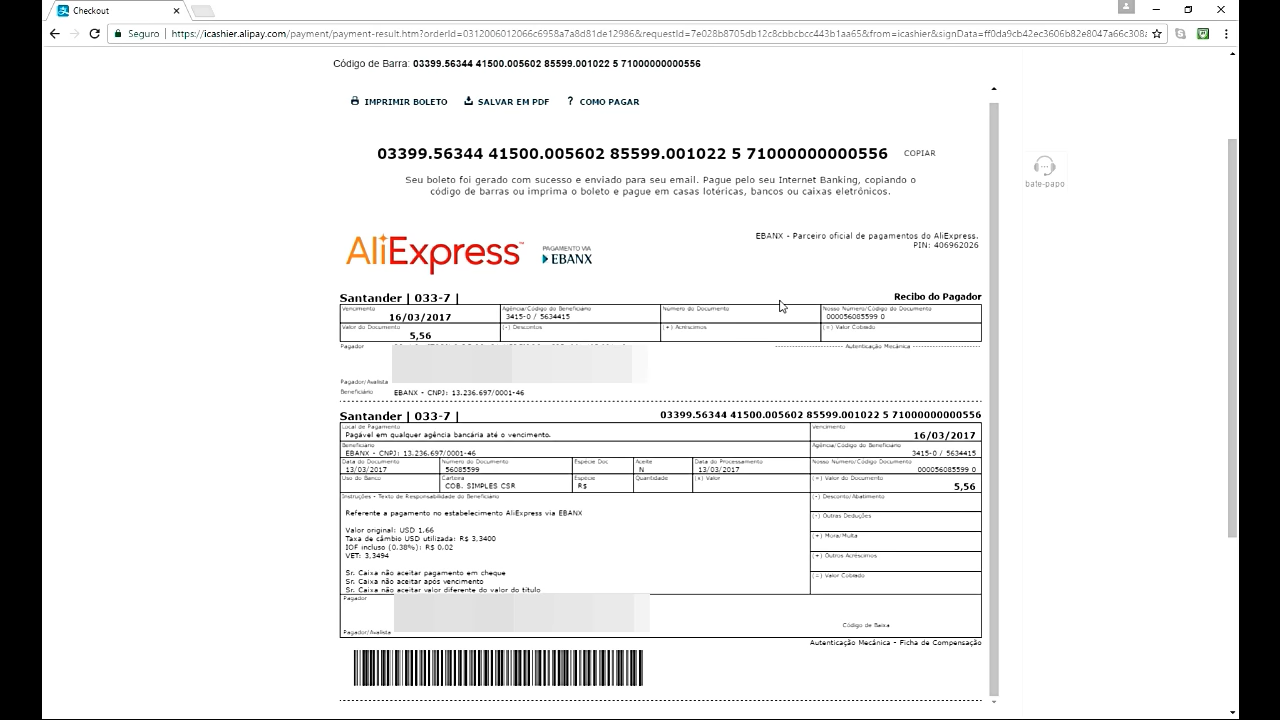 Checkout
Seguro | https://icashier.alipay.com/payment/payment-result.htm?orderId=0312006012066c6958a7a8d81de12986&requestId=7e028b8705db12c8cbbcbcc443b1aa65&from=icashier&signData=ff0da9cb42ec3606b82e8047a66c308
Código de Barra: 03399.56344 41500.005602 85599.001022 5 71000000000556
IMPRIMIR BOLETO SALVAR EM PDF ? COMO PAGAR
03399.56344 41500.005602 85599.001022 5 71000000000556 COPIAR
bate-papo
Seu boleto foi gerado com sucesso e enviado para seu email. Pague pelo seu Internet Banking, copiando o
código de barras ou imprima o boleto e pague em casas lotéricas, bancos ou caixas eletrônicos.
AliExpress™ PAGAMENTO VIA EBANX
EBANX - Parceiro oficial de pagamentos do AliExpress.
PIN: 406962026
Santander | 033-7 | Recibo do Pagador
Vencimento Agência/Código do Beneficiário Número do Documento Nosso Número/Código do Documento
16/03/2017 3415-0 / 5634415 000056085599 0
Valor do Documento (-) Descontos (+) Acréscimos (=) Valor Cobrado
5,56
Pagador Autenticação Mecânica
Pagador/Avalista
Beneficiário EBANX - CNPJ: 13.236.697/0001-46
Santander | 033-7 | 03399.56344 41500.005602 85599.001022 5 71000000000556
Local de Pagamento Vencimento
Pagável em qualquer agência bancária até o vencimento. 16/03/2017
Beneficiário Agência/Código do Beneficiário
EBANX - CNPJ: 13.236.697/0001-46 3415-0 / 5634415
Data do Documento Número do Documento Espécie Doc Aceite Data do Processamento Nosso Número/Código Documento
13/03/2017 56085599 N 13/03/2017 000056085599 0
Uso do Banco Carteira Espécie Quantidade (x) Valor (=) Valor do Documento
COB. SIMPLES CSR R$ 5,56
Instruções - Texto de Responsabilidade do Beneficiário (-) Desconto/Abatimento
Referente a pagamento no estabelecimento AliExpress via EBANX
(-) Outras Deduções
Valor original: USD 1.66
Taxa de câmbio USD utilizada: R$ 3,3400
(+) Mora/Multa
IOF incluso (0.38%): R$ 0.02
VET: 3,3494
(+) Outros Acréscimos
Sr. Caixa não aceitar pagamento em cheque
(=) Valor Cobrado
Sr. Caixa não aceitar após vencimento
Sr. Caixa não aceitar valor diferente do valor do título
Pagador
Código de Baixa
Pagador/Avalista
Autenticação Mecânica - Ficha de Compensação